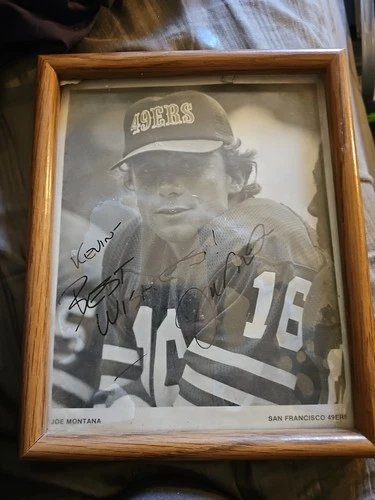 49ERS
KEVIN-
BEST
WISHES!
16
16
JOE MONTANA
SAN FRANCISCO 49ERS